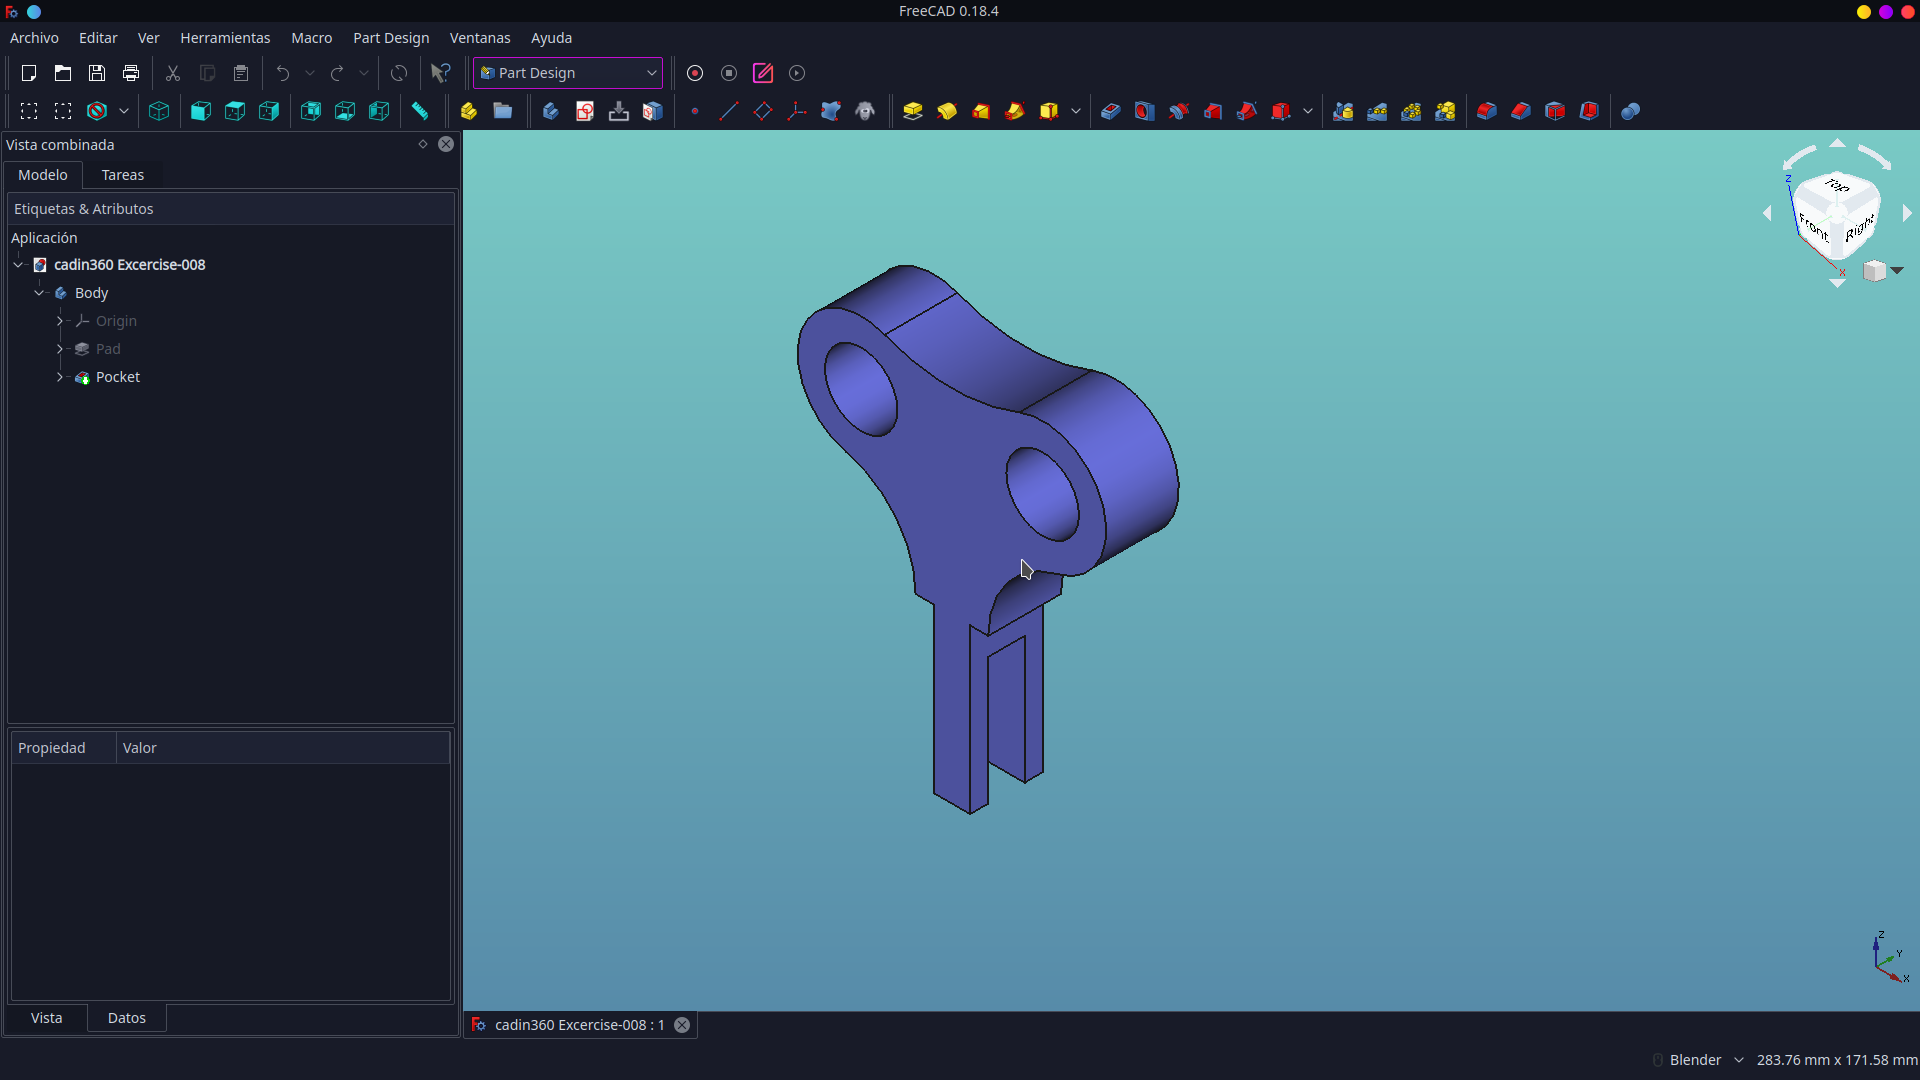 FreeCAD 0.18.4
Archivo Editar Ver Herramientas Macro Part Design Ventanas Ayuda
Part Design
Vista combinada
Modelo Tareas
Etiquetas & Atributos
Aplicación
cadin360 Excercise-008
Body
Origin
Pad
Pocket
Propiedad Valor
Vista Datos
Top
Front
Right
Z
X
Z
Y
X
cadin360 Excercise-008 : 1
Blender 283.76 mm x 171.58 mm